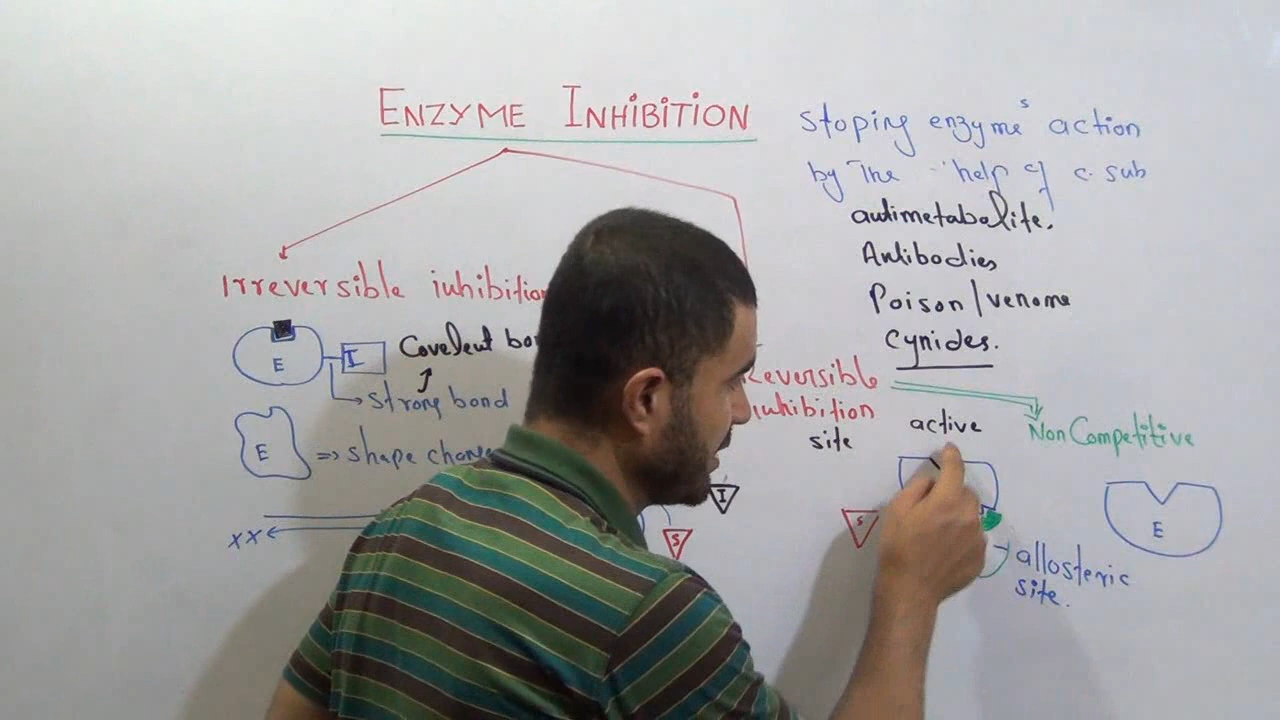 ENZYME INHIBITION
stoping enzyme's action
by The help of c. sub
antimetabolite.
Antibodies
Poison/venome
Cynides.
Irreversible inhibition
E
I
Covelent bo
strong bond
E
=> shape chan
xx
Reversible
inhibition
site
active
Non Competitive
I
S
S
E
allosteric
site.